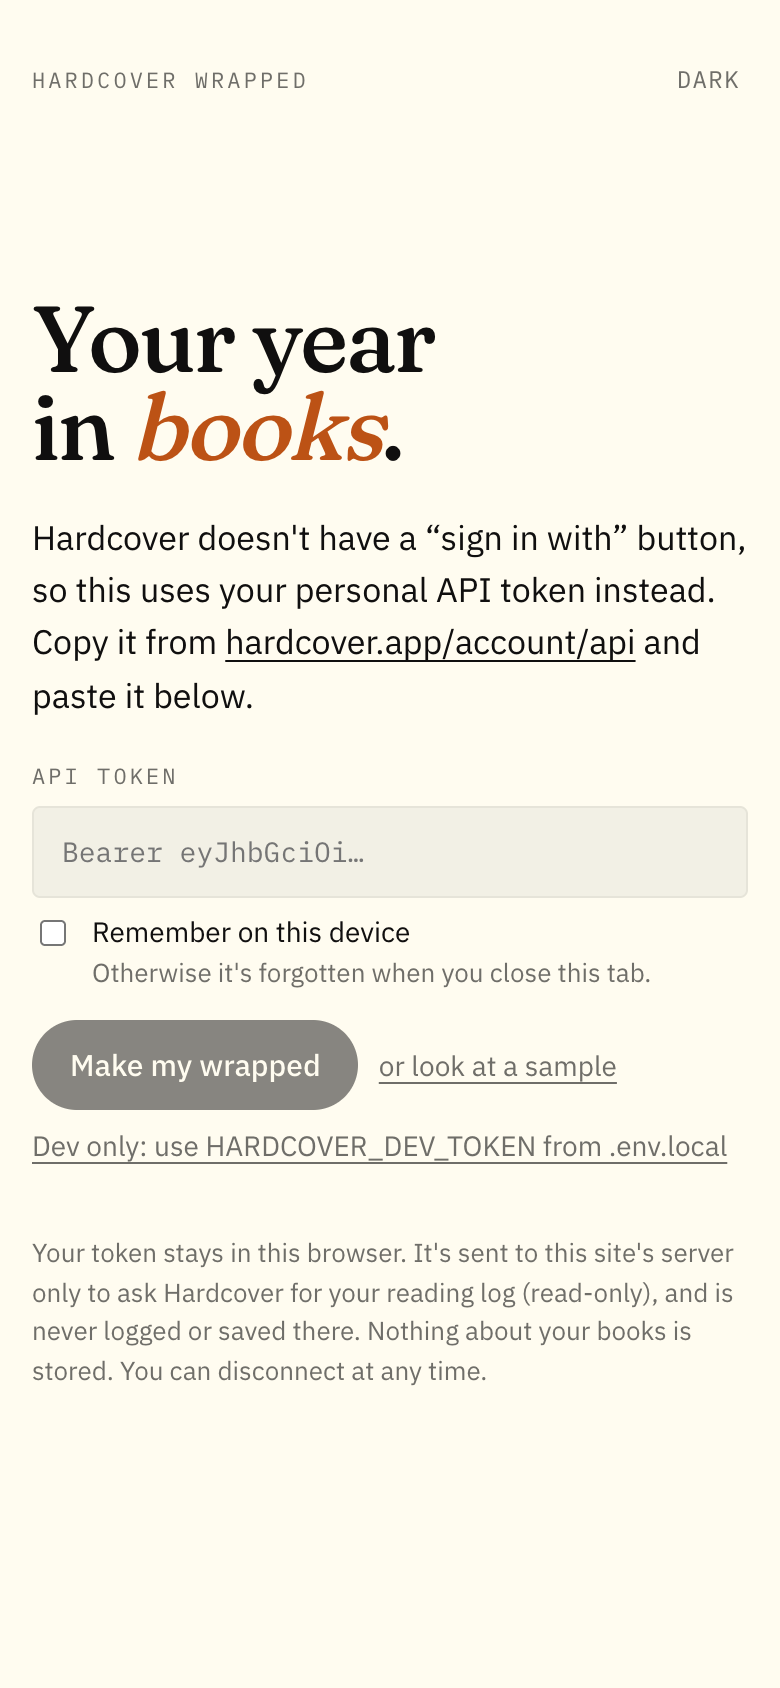 HARDCOVER WRAPPED
DARK
Your year
in books.
Hardcover doesn't have a “sign in with” button,
so this uses your personal API token instead.
Copy it from hardcover.app/account/api and
paste it below.
API TOKEN
Bearer eyJhbGciOi…
Remember on this device
Otherwise it's forgotten when you close this tab.
Make my wrapped
or look at a sample
Dev only: use HARDCOVER_DEV_TOKEN from .env.local
Your token stays in this browser. It's sent to this site's server
only to ask Hardcover for your reading log (read-only), and is
never logged or saved there. Nothing about your books is
stored. You can disconnect at any time.